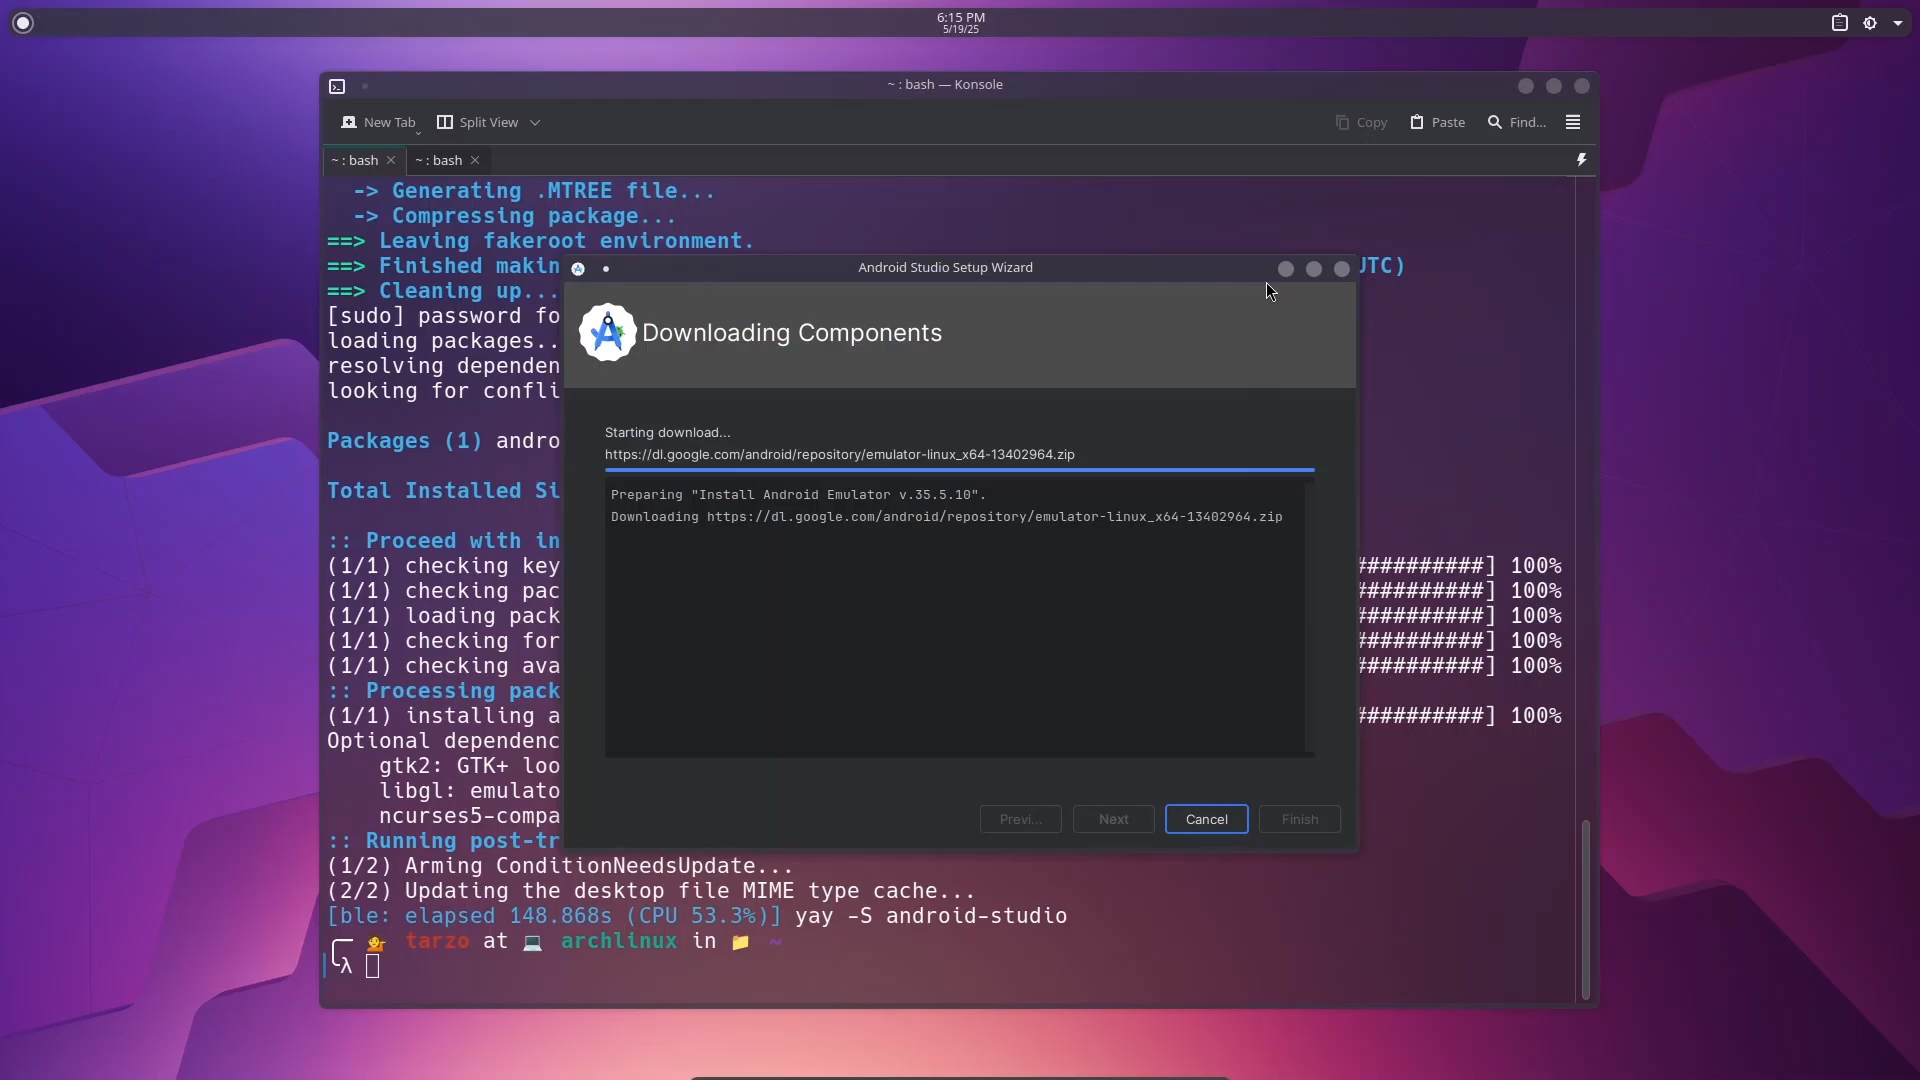 6:15 PM
5/19/25
~ : bash — Konsole
New Tab
Split View
Copy
Paste
Find...
~ : bash
~ : bash
-> Generating .MTREE file...
-> Compressing package...
==> Leaving fakeroot environment.
==> Finished makin
UTC)
==> Cleaning up...
[sudo] password fo
loading packages..
resolving dependen
looking for confli
Packages (1) andro
Total Installed Si
:: Proceed with in
(1/1) checking key
##########] 100%
(1/1) checking pac
##########] 100%
(1/1) loading pack
##########] 100%
(1/1) checking for
##########] 100%
(1/1) checking ava
##########] 100%
:: Processing pack
(1/1) installing a
##########] 100%
Optional dependenc
gtk2: GTK+ loo
libgl: emulato
ncurses5-compa
:: Running post-tr
(1/2) Arming ConditionNeedsUpdate...
(2/2) Updating the desktop file MIME type cache...
[ble: elapsed 148.868s (CPU 53.3%)] yay -S android-studio
tarzo at 💻 archlinux in 📁 ~
λ
Android Studio Setup Wizard
Downloading Components
Starting download...
https://dl.google.com/android/repository/emulator-linux_x64-13402964.zip
Preparing "Install Android Emulator v.35.5.10".
Downloading https://dl.google.com/android/repository/emulator-linux_x64-13402964.zip
Previ...
Next
Cancel
Finish